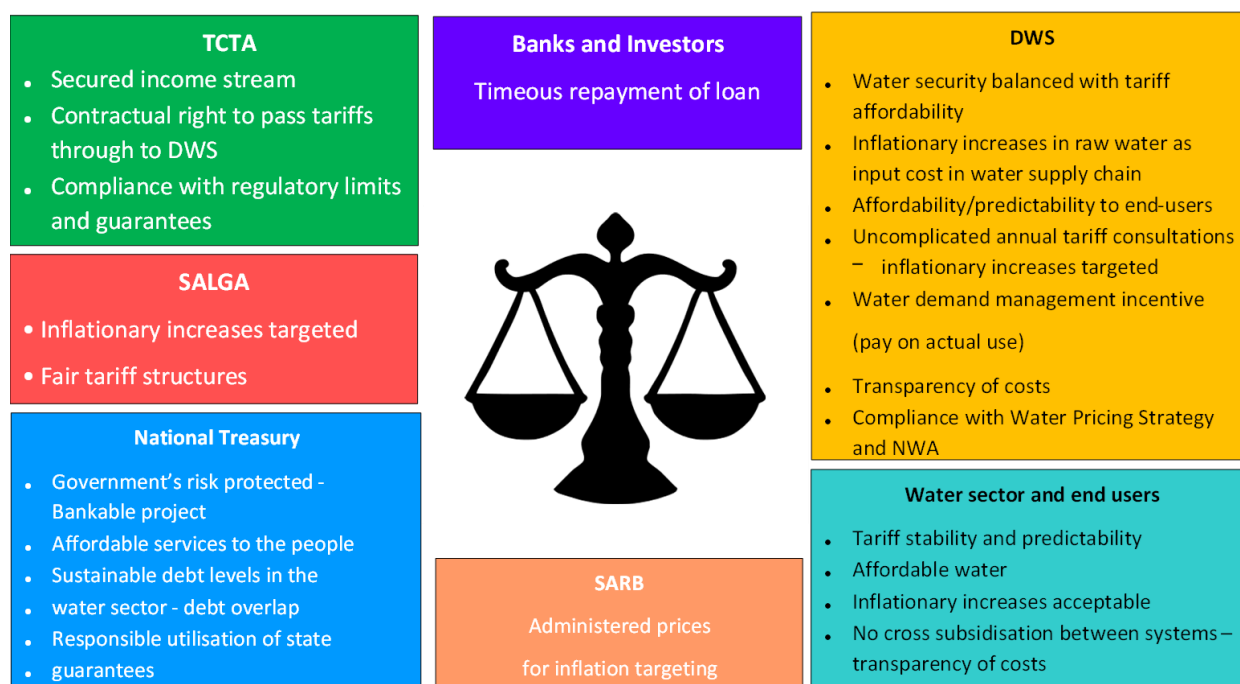 TCTA
• Secured income stream
• Contractual right to pass tariffs
through to DWS
• Compliance with regulatory limits
and guarantees
SALGA
• Inflationary increases targeted
• Fair tariff structures
National Treasury
• Government’s risk protected -
Bankable project
• Affordable services to the people
• Sustainable debt levels in the
water sector - debt overlap
• Responsible utilisation of state
guarantees
Banks and Investors
Timeous repayment of loan
SARB
Administered prices
for inflation targeting
DWS
• Water security balanced with tariff
affordability
• Inflationary increases in raw water as
input cost in water supply chain
• Affordability/predictability to end-users
• Uncomplicated annual tariff consultations
– inflationary increases targeted
• Water demand management incentive
(pay on actual use)
• Transparency of costs
• Compliance with Water Pricing Strategy
and NWA
Water sector and end users
• Tariff stability and predictability
• Affordable water
• Inflationary increases acceptable
• No cross subsidisation between systems –
transparency of costs